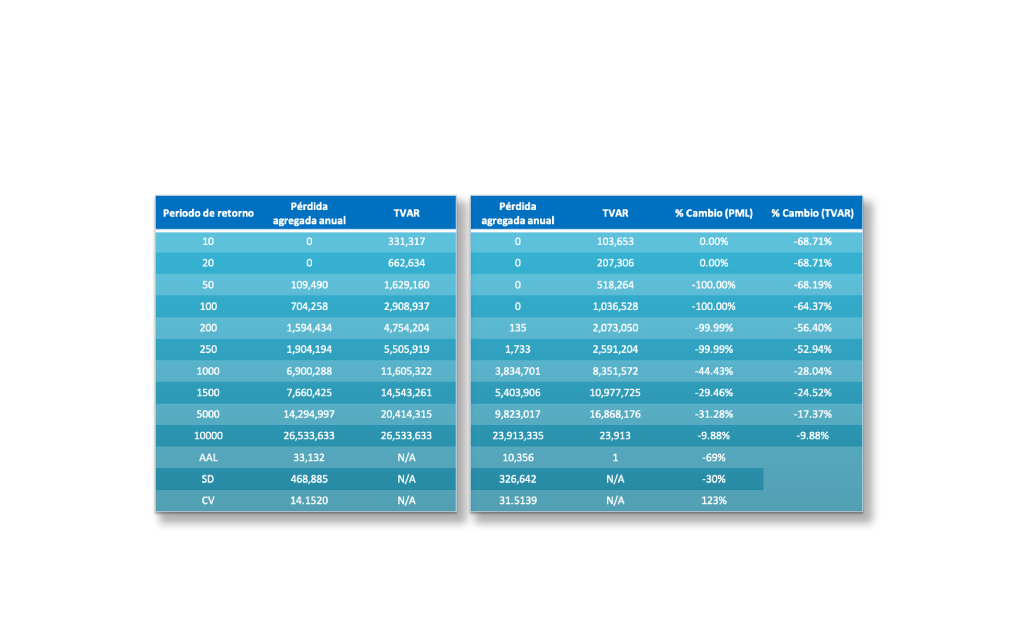 Periodo de retorno Pérdida agregada anual TVAR Pérdida agregada anual TVAR % Cambio (PML) % Cambio (TVAR)
10 0 331,317 0 103,653 0.00% -68.71%
20 0 662,634 0 207,306 0.00% -68.71%
50 109,490 1,629,160 0 518,264 -100.00% -68.19%
100 704,258 2,908,937 0 1,036,528 -100.00% -64.37%
200 1,594,434 4,754,204 135 2,073,050 -99.99% -56.40%
250 1,904,194 5,505,919 1,733 2,591,204 -99.99% -52.94%
1000 6,900,288 11,605,322 3,834,701 8,351,572 -44.43% -28.04%
1500 7,660,425 14,543,261 5,403,906 10,977,725 -29.46% -24.52%
5000 14,294,997 20,414,315 9,823,017 16,868,176 -31.28% -17.37%
10000 26,533,633 26,533,633 23,913,335 23,913 -9.88% -9.88%
AAL 33,132 N/A 10,356 1 -69%
SD 468,885 N/A 326,642 N/A -30%
CV 14.1520 N/A 31.5139 N/A 123%